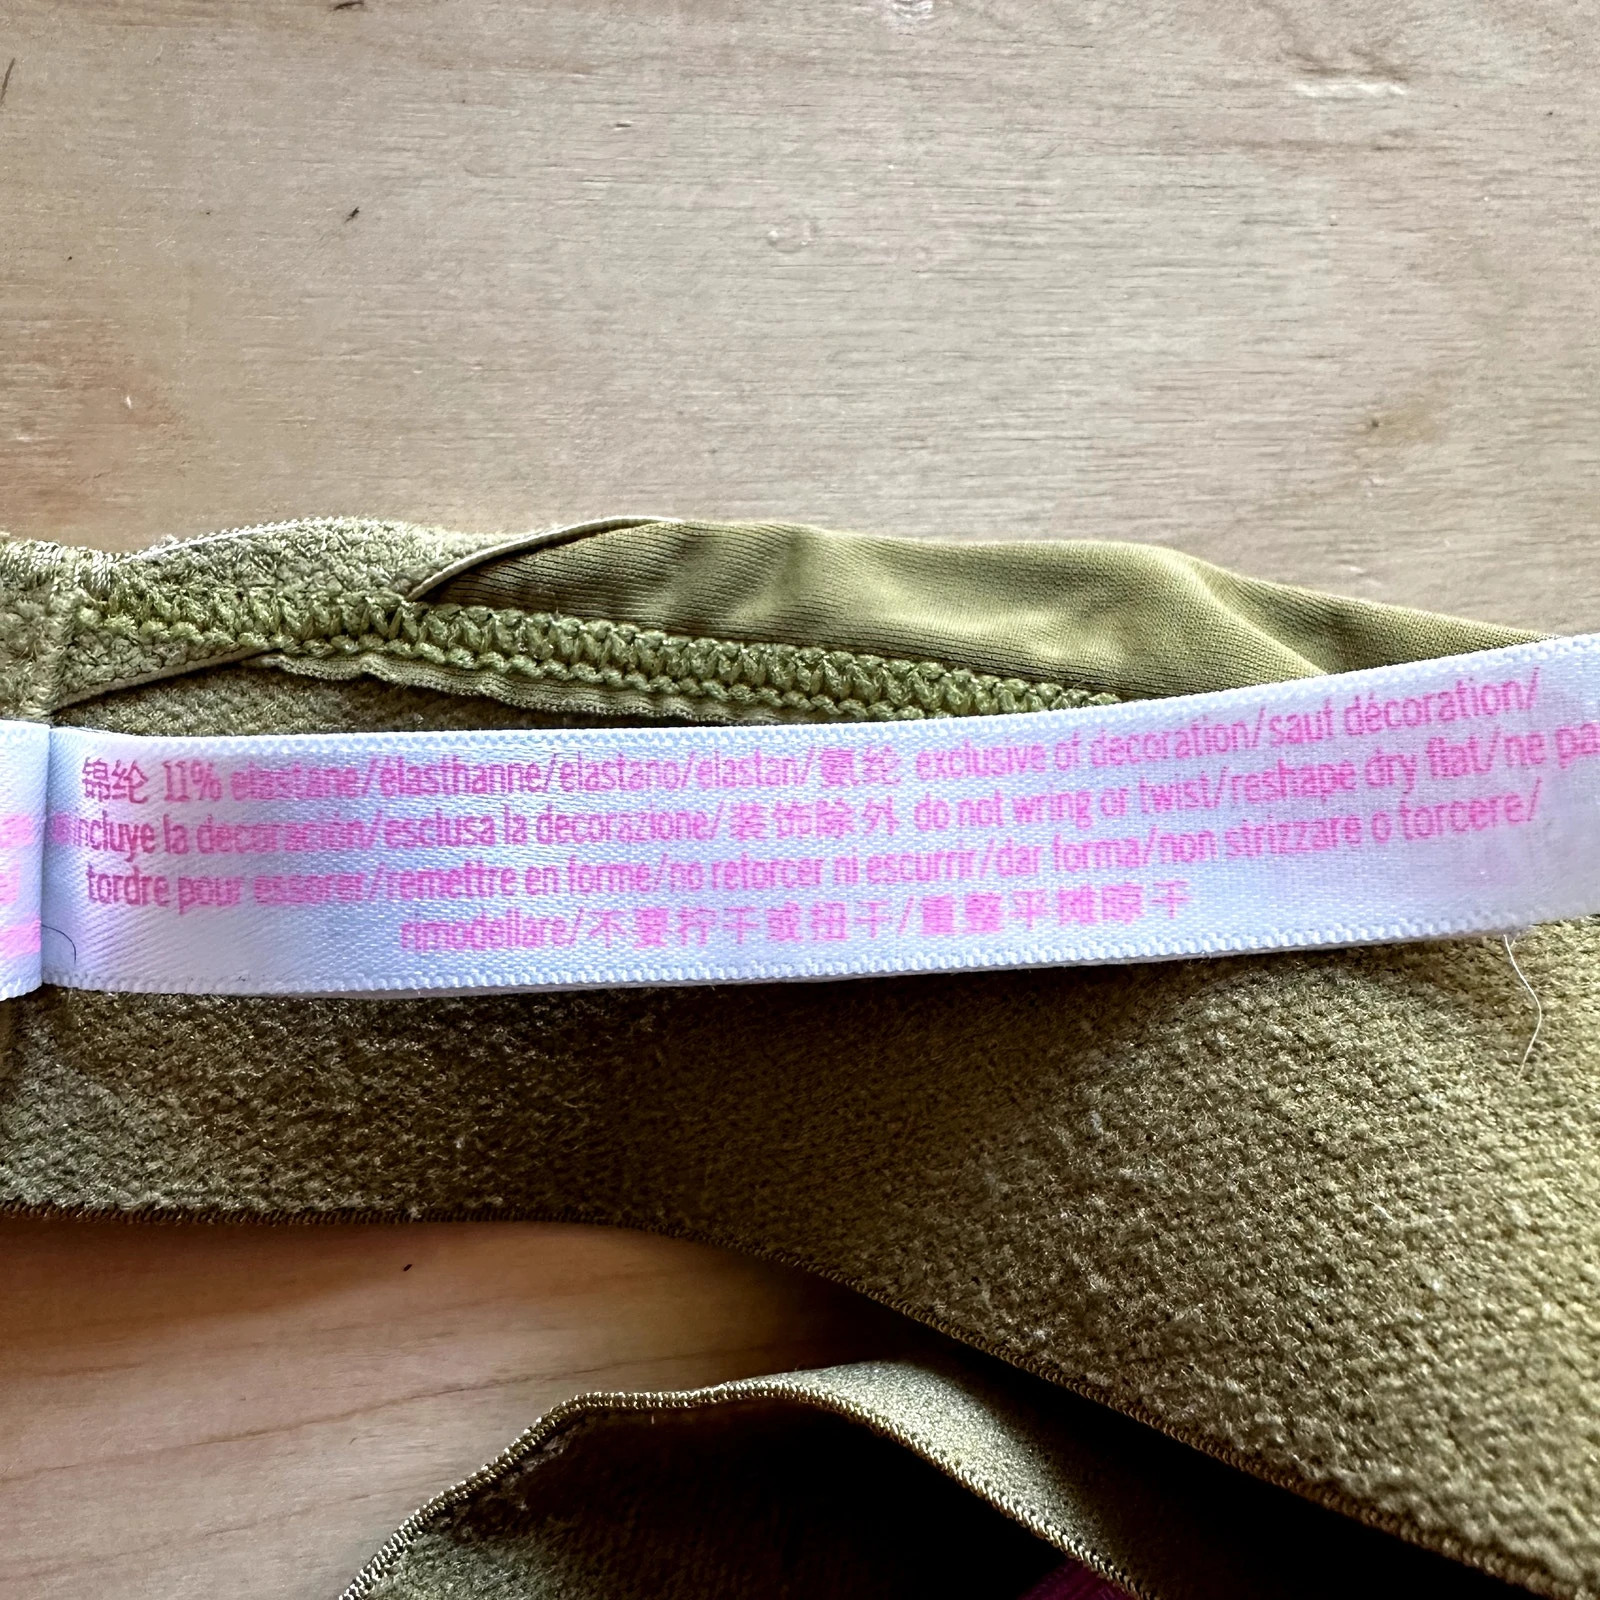 锦纶 11% elastane/élasthanne/elastano/elastan/氨纶 exclusive of decoration/sauf décoration/
incluye la decoración/esclusa la decorazione/装饰除外 do not wring or twist/reshape dry flat/ne pa
tordre pour essorer/remettre en forme/no retorcer ni escurrir/dar forma/non strizzare o torcere/
rimodellare/不要拧干或扭干/重整平摊晾干